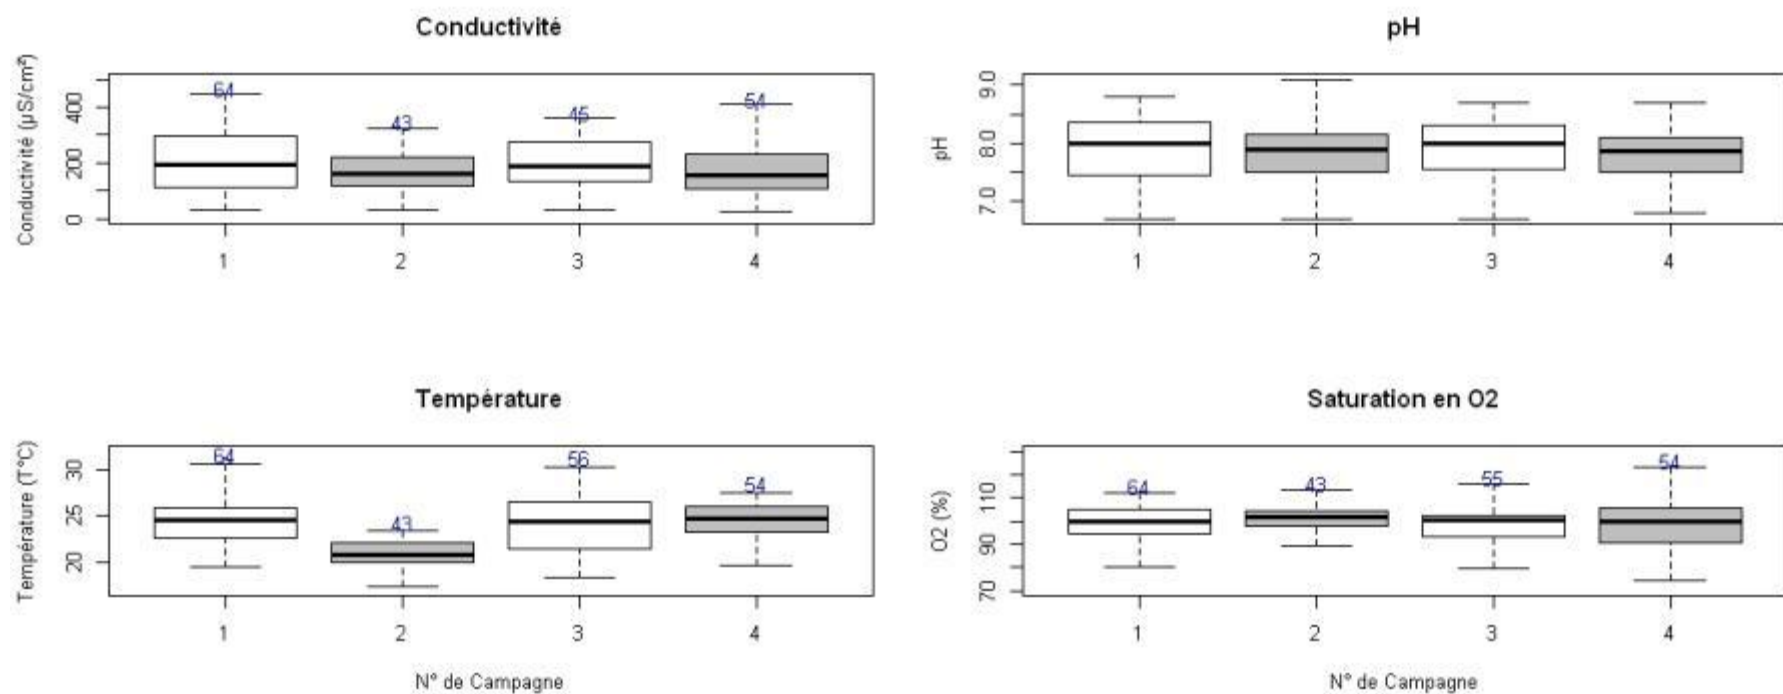 Conductivité
Conductivité (µS/cm²)
0 200 400
64 43 45 54
1 2 3 4
pH
pH
7.0 8.0 9.0
1 2 3 4
Température
Température (T°C)
20 25 30
64 43 56 54
1 2 3 4
N° de Campagne
Saturation en O2
O2 (%)
70 90 110
64 43 55 54
1 2 3 4
N° de Campagne